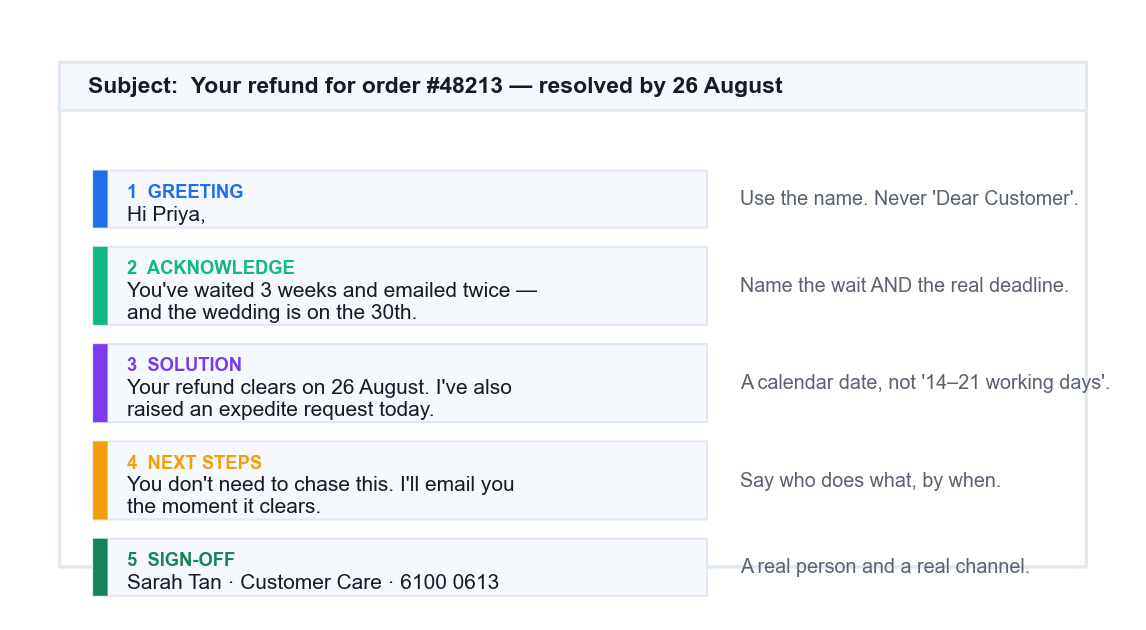 Subject: Your refund for order #48213 — resolved by 26 August
1 GREETING
Hi Priya,
Use the name. Never 'Dear Customer'.
2 ACKNOWLEDGE
You've waited 3 weeks and emailed twice —
and the wedding is on the 30th.
Name the wait AND the real deadline.
3 SOLUTION
Your refund clears on 26 August. I've also
raised an expedite request today.
A calendar date, not '14–21 working days'.
4 NEXT STEPS
You don't need to chase this. I'll email you
the moment it clears.
Say who does what, by when.
5 SIGN-OFF
Sarah Tan · Customer Care · 6100 0613
A real person and a real channel.